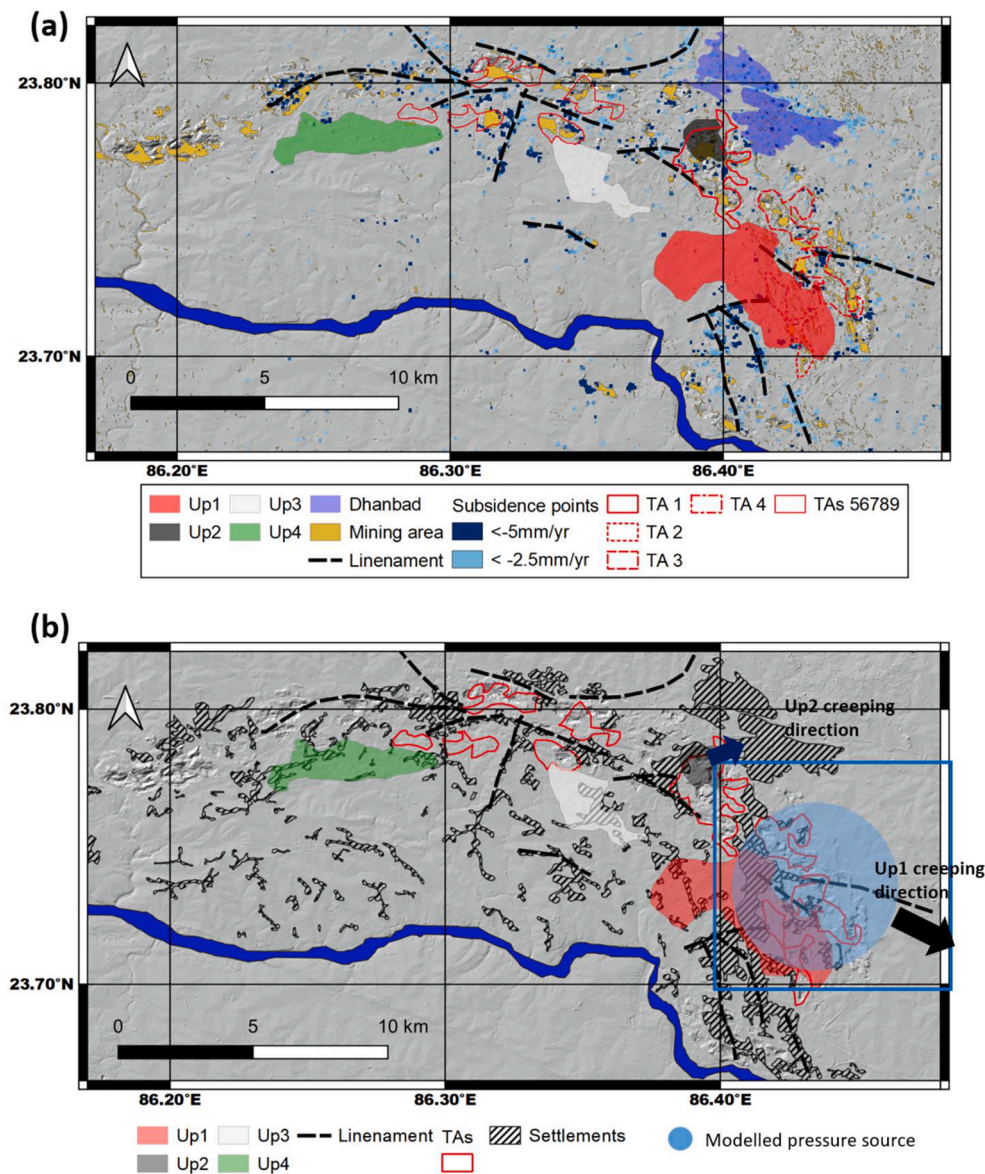 (a)
23.80°N
23.70°N
0 5 10 km
86.20°E 86.30°E 86.40°E
Up1 Up3 Dhanbad Subsidence points TA 1 TA 4 TAs 56789
Up2 Up4 Mining area <-5mm/yr TA 2
Linenament < -2.5mm/yr TA 3
(b)
23.80°N
Up2 creeping
direction
Up1 creeping
direction
23.70°N
0 5 10 km
86.20°E 86.30°E 86.40°E
Up1 Up3 Linenament TAs Settlements Modelled pressure source
Up2 Up4